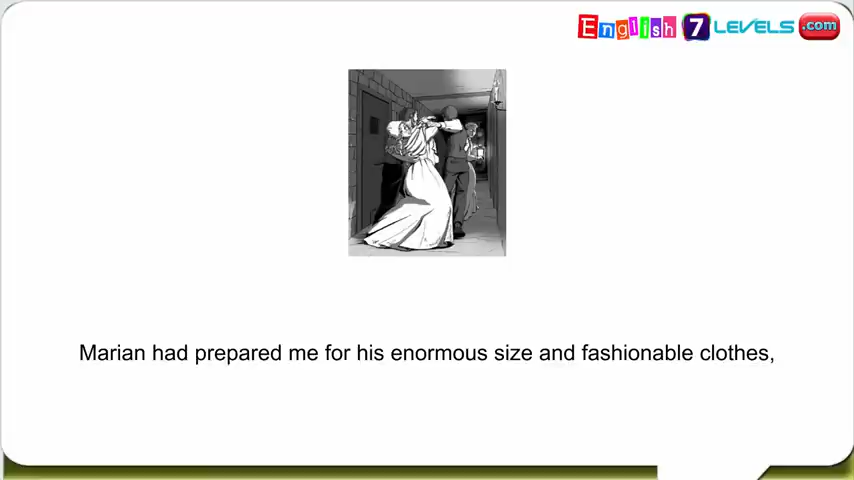 English 7 LEVELS .com
Marian had prepared me for his enormous size and fashionable clothes,